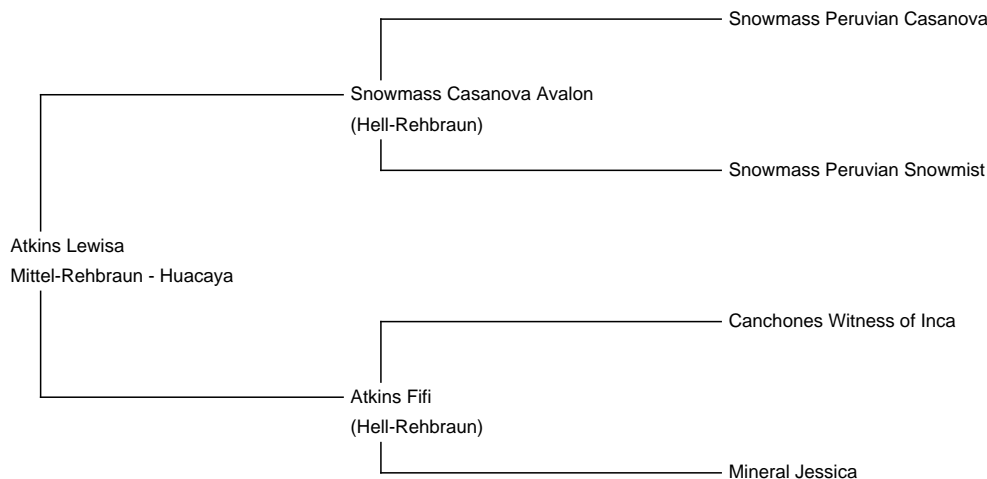 Snowmass Peruvian Casanova
Snowmass Casanova Avalon
(Hell-Rehbraun)
Snowmass Peruvian Snowmist
Atkins Lewisa
Mittel-Rehbraun - Huacaya
Canchones Witness of Inca
Atkins Fifi
(Hell-Rehbraun)
Mineral Jessica